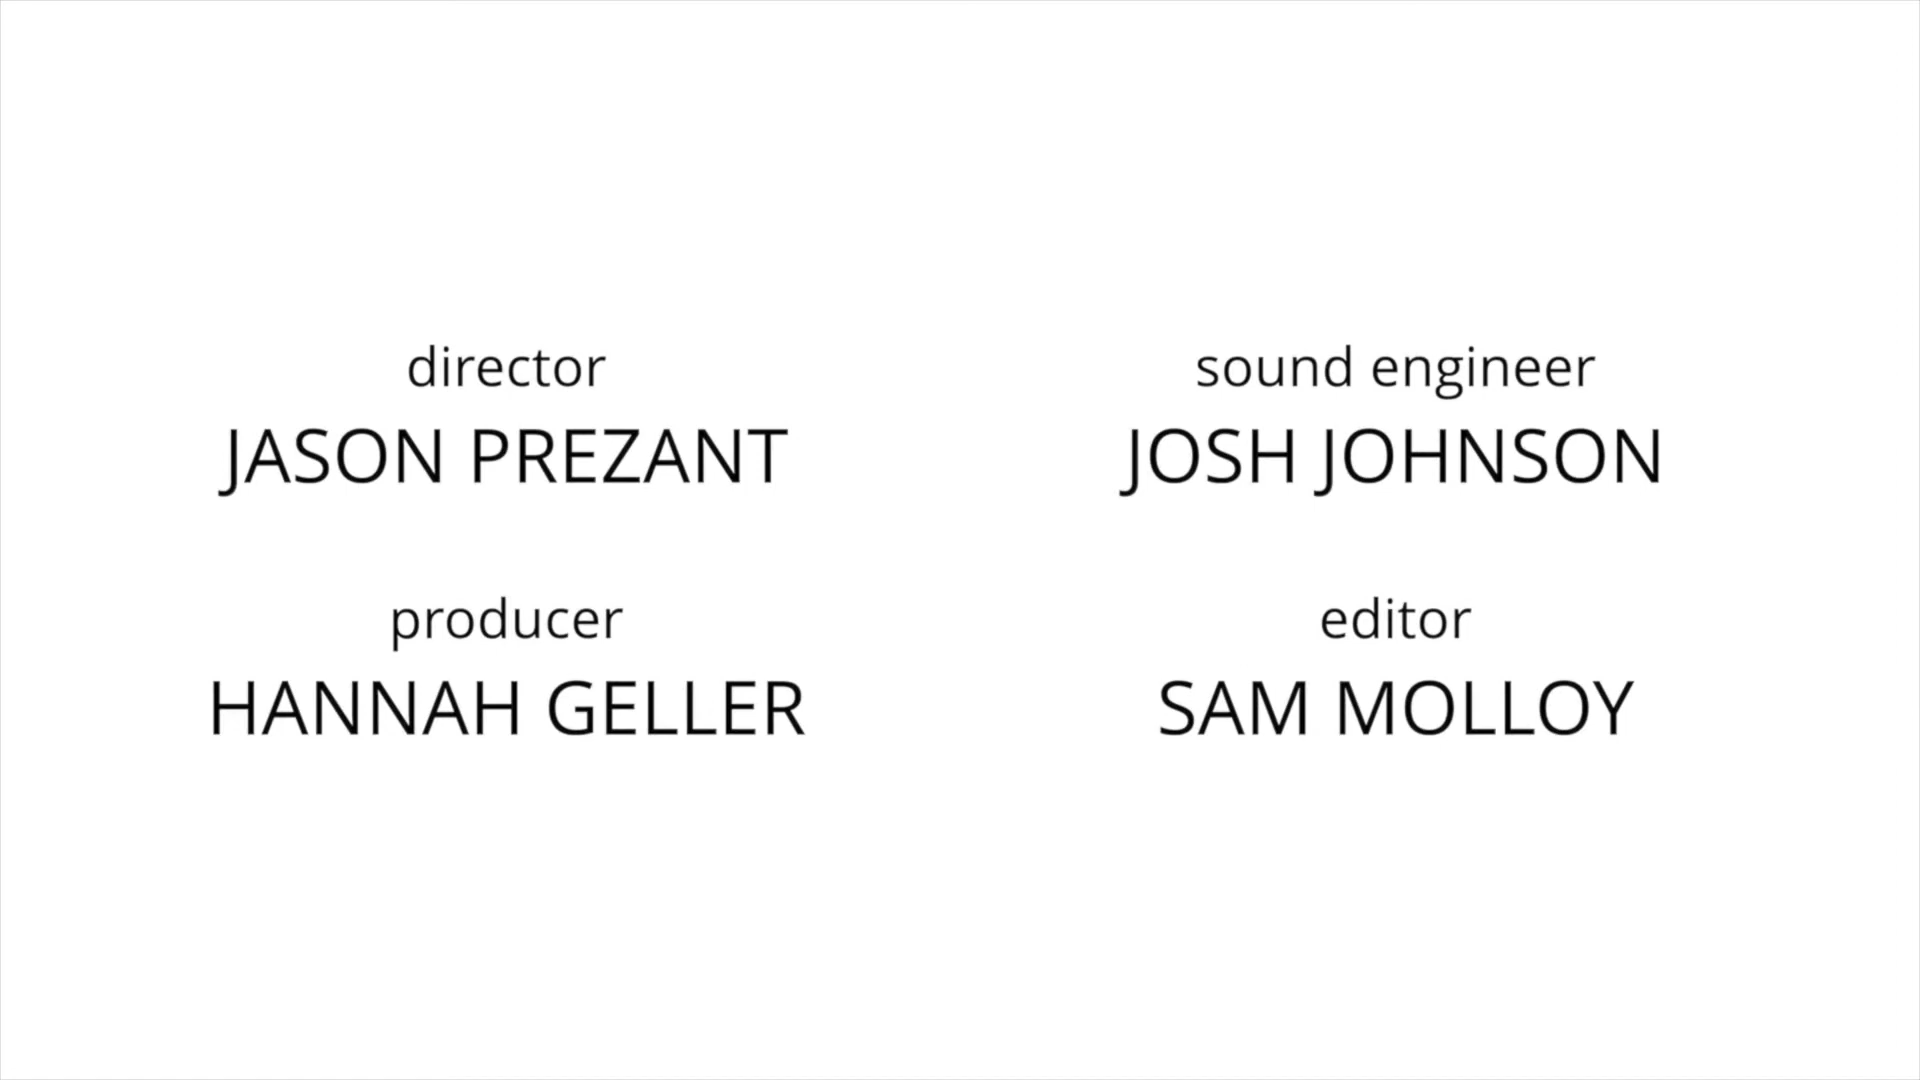 director
JASON PREZANT
producer
HANNAH GELLER
sound engineer
JOSH JOHNSON
editor
SAM MOLLOY